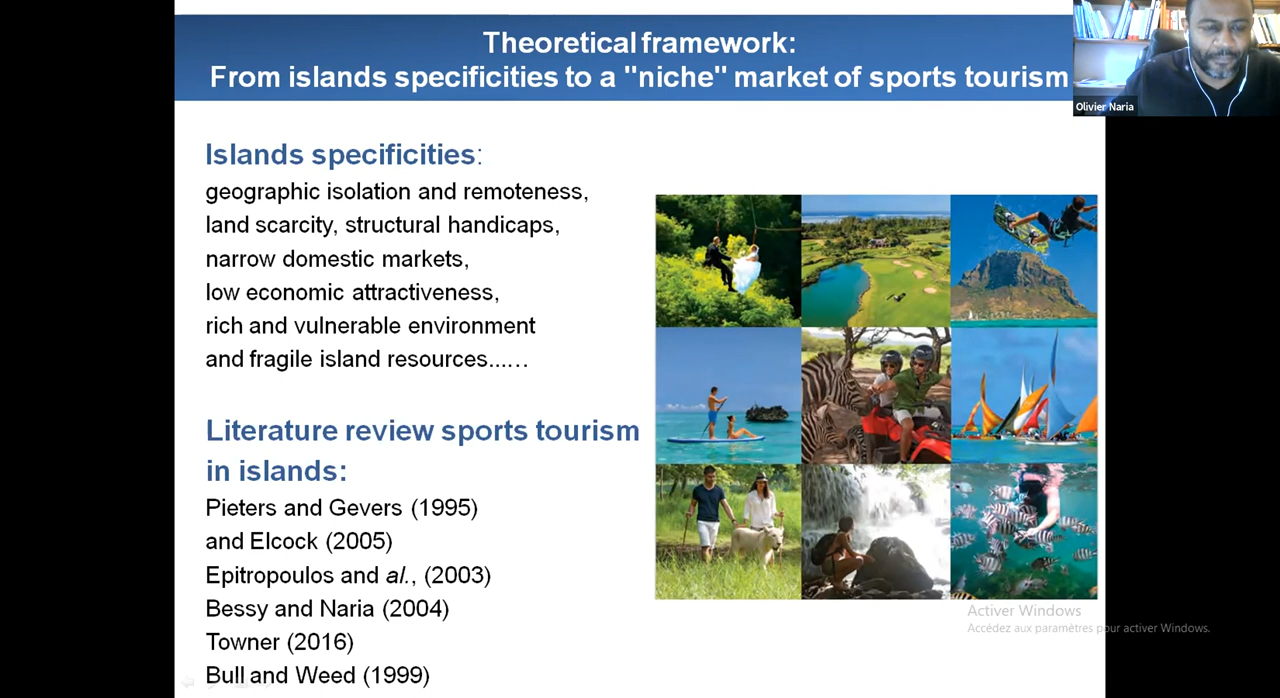 Theoretical framework:
From islands specificities to a "niche" market of sports tourism
Olivier Naria
Islands specificities:
geographic isolation and remoteness,
land scarcity, structural handicaps,
narrow domestic markets,
low economic attractiveness,
rich and vulnerable environment
and fragile island resources...…
Literature review sports tourism
in islands:
Pieters and Gevers (1995)
and Elcock (2005)
Epitropoulos and al., (2003)
Bessy and Naria (2004)
Towner (2016)
Bull and Weed (1999)
Activer Windows
Accédez aux paramètres pour activer Windows.